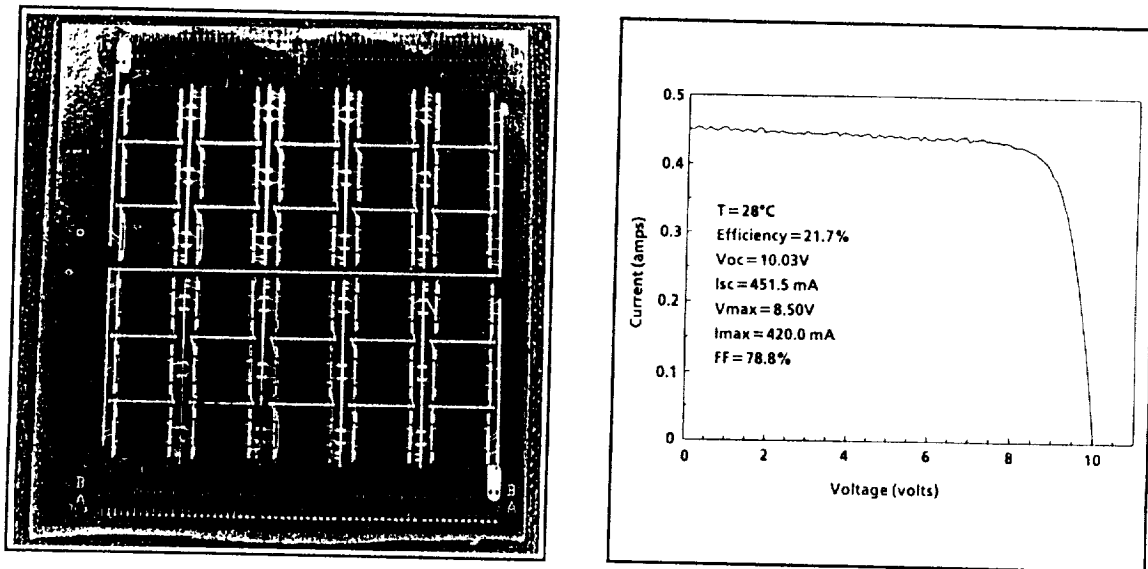 B
A
B
A
0.5
0.4
0.3
0.2
0.1
0
Current (amps)
T = 28°C
Efficiency = 21.7%
Voc = 10.03V
Isc = 451.5 mA
Vmax = 8.50V
Imax = 420.0 mA
FF = 78.8%
0 2 4 6 8 10
Voltage (volts)